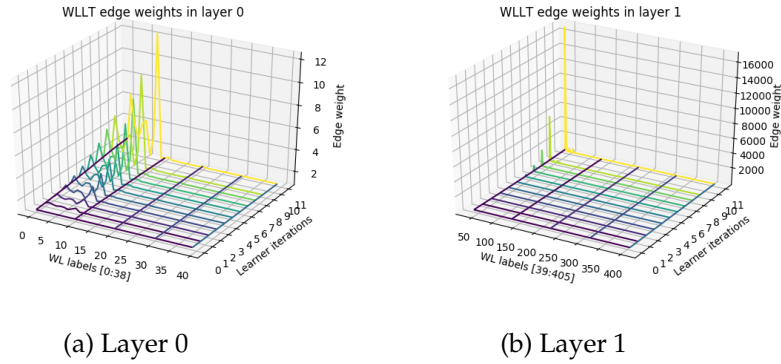 WLLT edge weights in layer 0
12
10
8
6
4
2
Edge weight
0
5
10
15
20
25
30
35
40
WL labels [0:38]
0 1 2 3 4 5 6 7 8 9 10 11
Learner iterations
(a) Layer 0
WLLT edge weights in layer 1
16000
14000
12000
10000
8000
6000
4000
2000
Edge weight
50
100
150
200
250
300
350
400
WL labels [39:405]
0 1 2 3 4 5 6 7 8 9 10 11
Learner iterations
(b) Layer 1